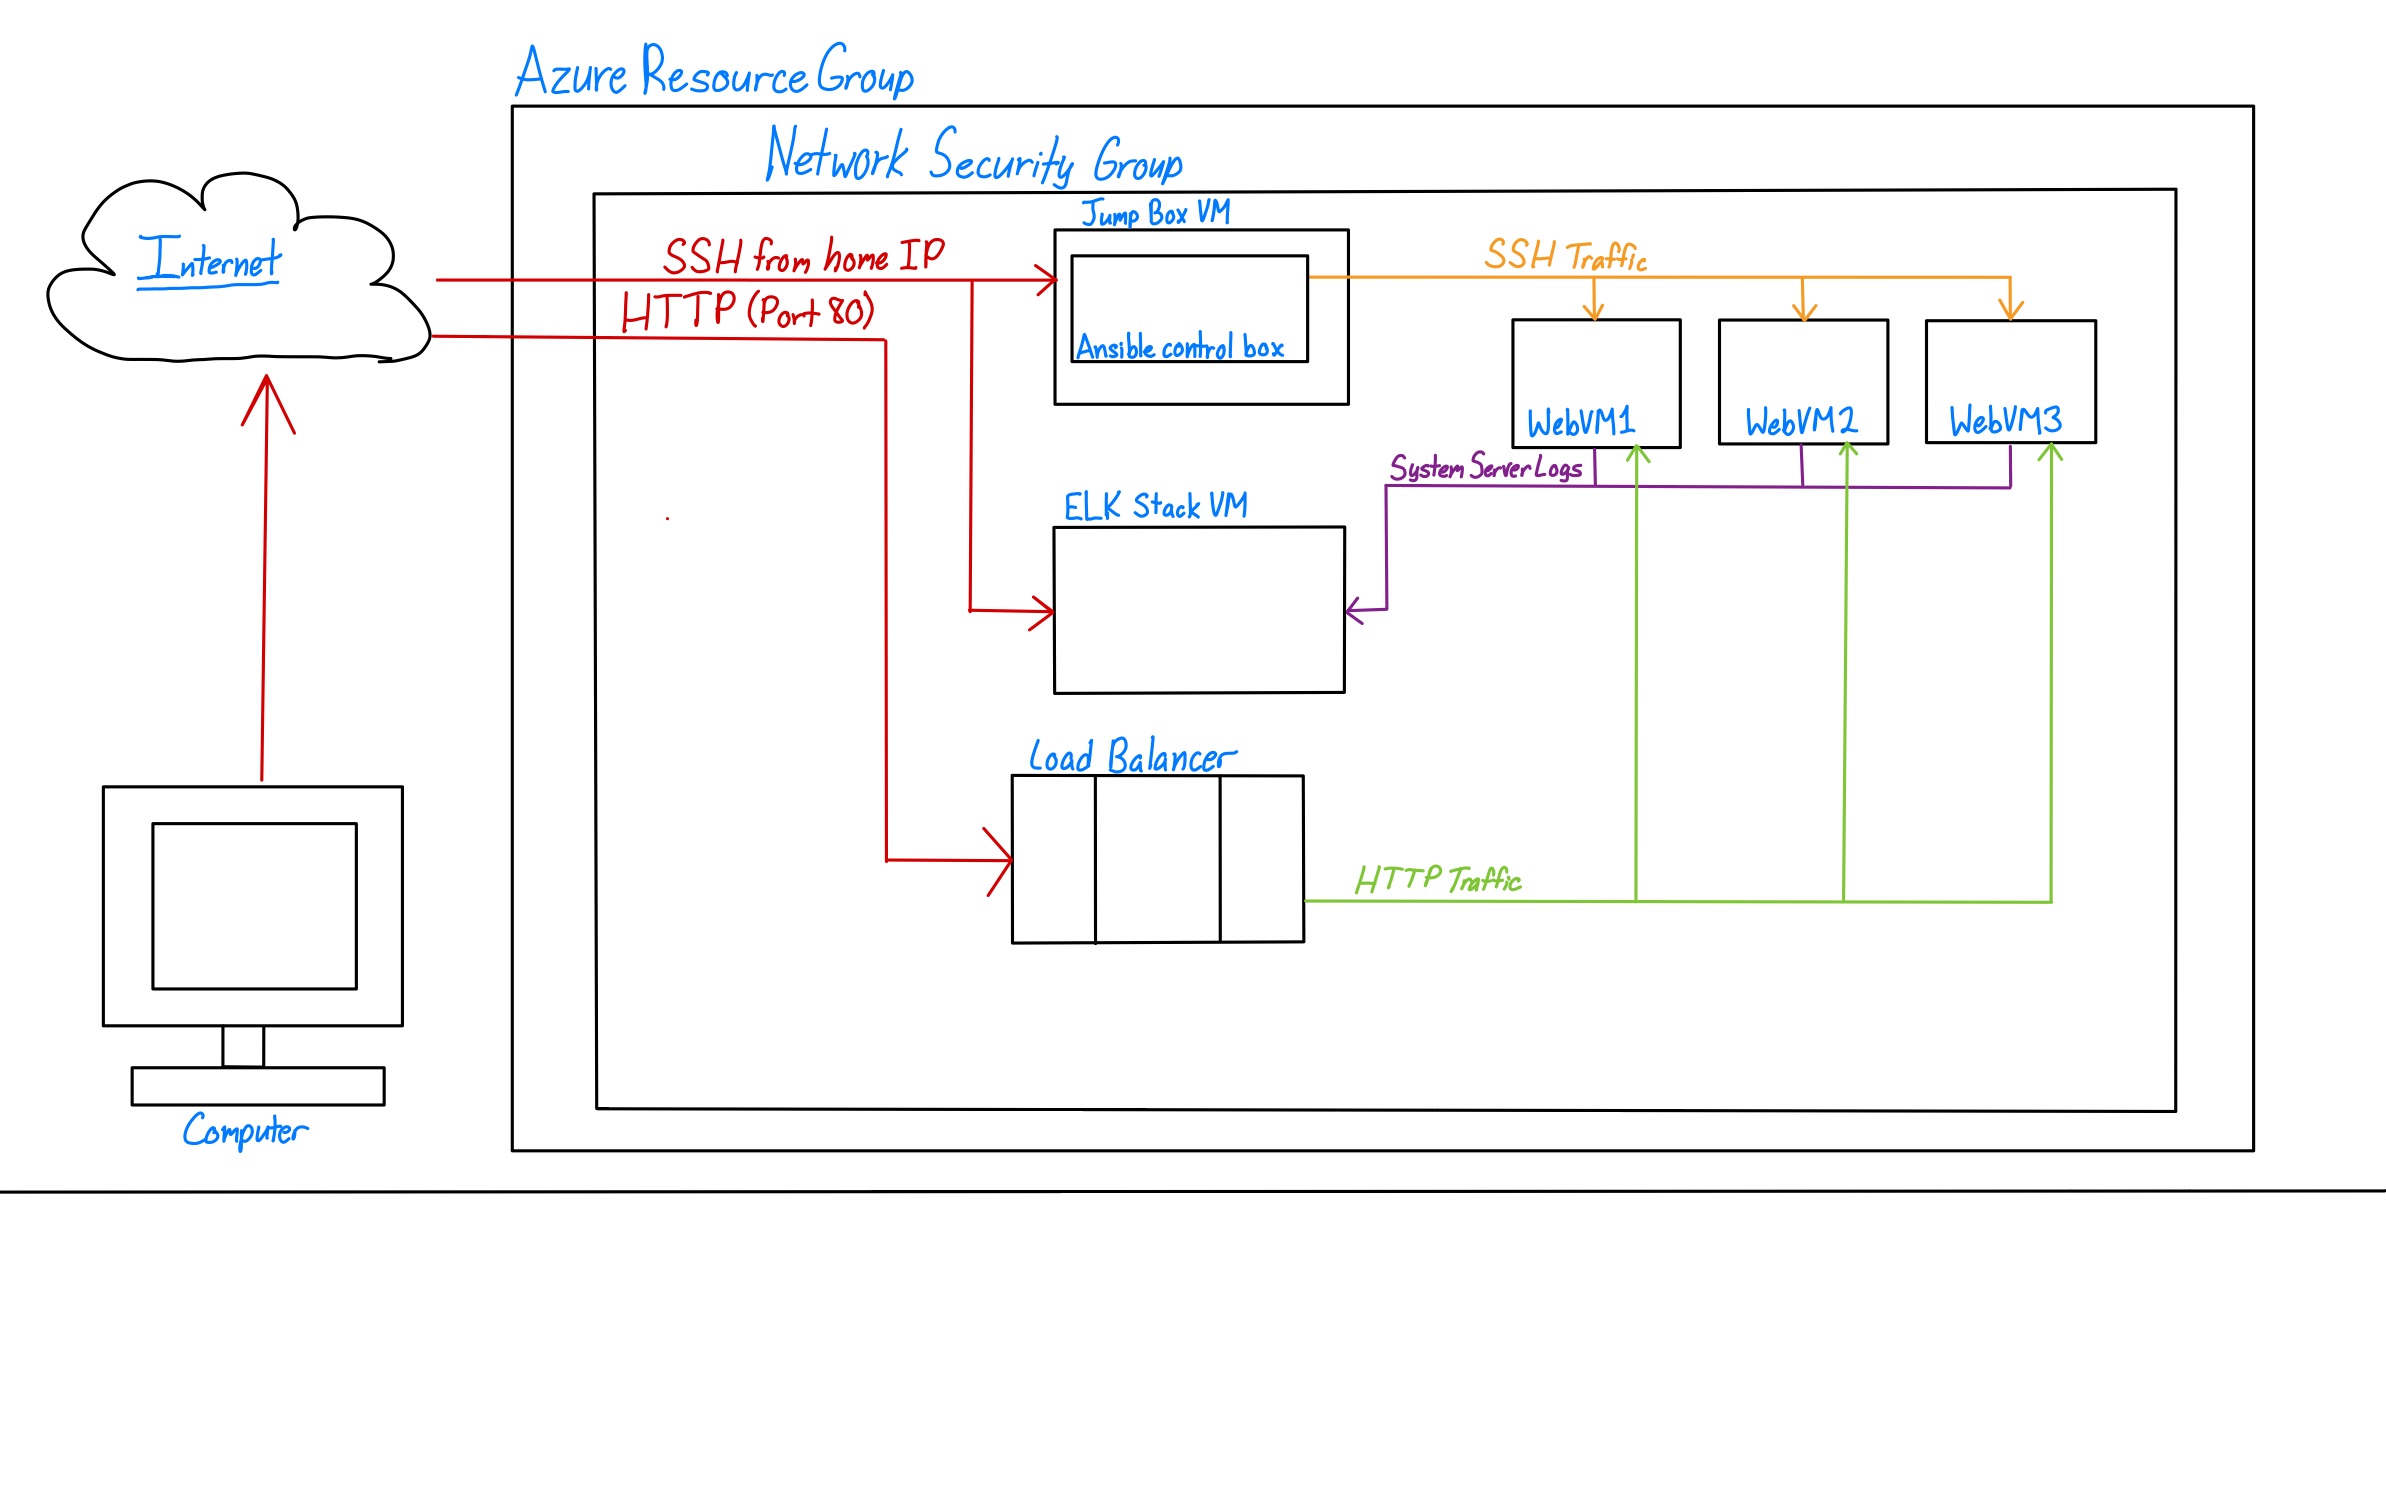 Azure Resource Group
Network Security Group
Internet
Jump Box VM
SSH from home IP
HTTP (Port 80)
Ansible control box
SSH Traffic
WebVM1
WebVM2
WebVM3
System Server Logs
ELK Stack VM
Load Balancer
HTTP Traffic
Computer